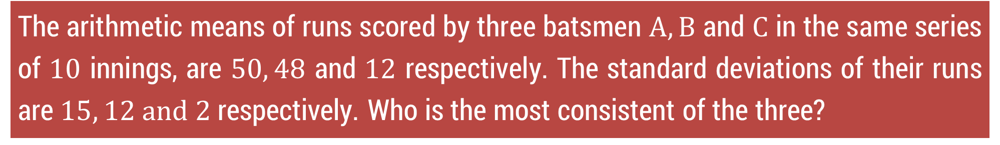 The arithmetic means of runs scored by three batsmen A, B and C in the same series
of 10 innings, are 50, 48 and 12 respectively. The standard deviations of their runs
are 15, 12 and 2 respectively. Who is the most consistent of the three?